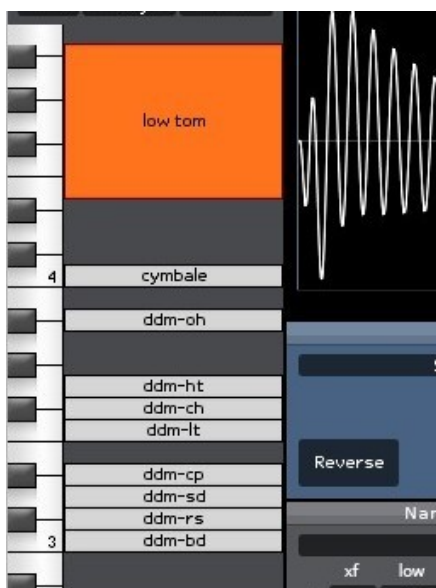 low tom
4
cymbale
ddm-oh
ddm-ht
ddm-ch
ddm-lt
ddm-cp
ddm-sd
ddm-rs
3
ddm-bd
Reverse
xf low